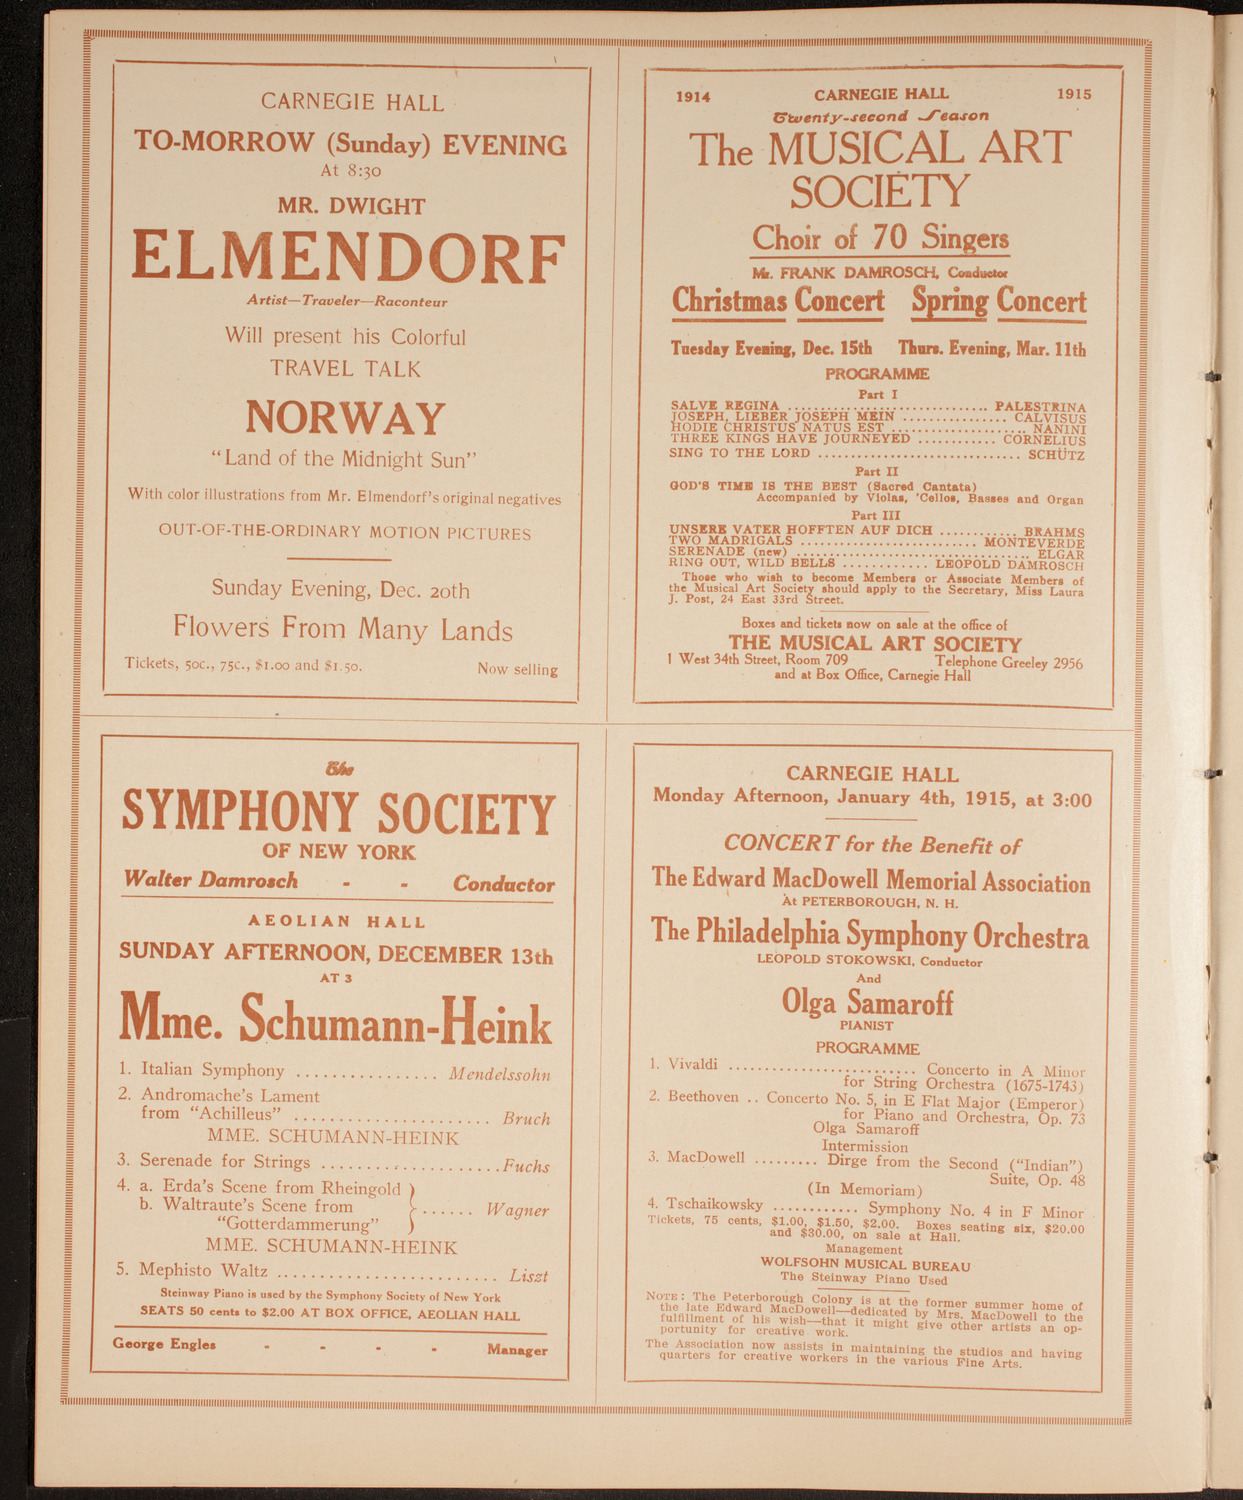 CARNEGIE HALL
TO-MORROW (Sunday) EVENING
At 8:30
MR. DWIGHT
ELMENDORF
Artist—Traveler—Raconteur
Will present his Colorful
TRAVEL TALK
NORWAY
"Land of the Midnight Sun"
With color illustrations from Mr. Elmendorf's original negatives
OUT-OF-THE-ORDINARY MOTION PICTURES
Sunday Evening, Dec. 20th
Flowers From Many Lands
Tickets, 50c., 75c., $1.00 and $1.50. Now selling
1914 CARNEGIE HALL 1915
Twenty-second Season
The MUSICAL ART
SOCIETY
Choir of 70 Singers
Mr. FRANK DAMROSCH, Conductor
Christmas Concert Spring Concert
Tuesday Evening, Dec. 15th Thurs. Evening, Mar. 11th
PROGRAMME
Part I
SALVE REGINA ............................ PALESTRINA
JOSEPH, LIEBER JOSEPH MEIN ............... CALVISUS
HODIE CHRISTUS NATUS EST .................... NANINI
THREE KINGS HAVE JOURNEYED ............ CORNELIUS
SING TO THE LORD ............................. SCHÜTZ
Part II
GOD'S TIME IS THE BEST (Sacred Cantata)
Accompanied by Violas, 'Cellos, Basses and Organ
Part III
UNSERE VATER HOFFTEN AUF DICH ............ BRAHMS
TWO MADRIGALS .......................... MONTEVERDE
SERENADE (new) .................................. ELGAR
RING OUT, WILD BELLS ............ LEOPOLD DAMROSCH
Those who wish to become Members or Associate Members of
the Musical Art Society should apply to the Secretary, Miss Laura
J. Post, 24 East 33rd Street.
Boxes and tickets now on sale at the office of
THE MUSICAL ART SOCIETY
1 West 34th Street, Room 709 Telephone Greeley 2956
and at Box Office, Carnegie Hall
The
SYMPHONY SOCIETY
OF NEW YORK
Walter Damrosch - - Conductor
AEOLIAN HALL
SUNDAY AFTERNOON, DECEMBER 13th
AT 3
Mme. Schumann-Heink
1. Italian Symphony ................ Mendelssohn
2. Andromache's Lament
from "Achilleus" ...................... Bruch
MME. SCHUMANN-HEINK
3. Serenade for Strings .................... Fuchs
4. a. Erda's Scene from Rheingold
b. Waltraute's Scene from ...... Wagner
"Gotterdammerung"
MME. SCHUMANN-HEINK
5. Mephisto Waltz ........................ Liszt
Steinway Piano is used by the Symphony Society of New York
SEATS 50 cents to $2.00 AT BOX OFFICE, AEOLIAN HALL
George Engles - - - - Manager
CARNEGIE HALL
Monday Afternoon, January 4th, 1915, at 3:00
CONCERT for the Benefit of
The Edward MacDowell Memorial Association
At PETERBOROUGH, N. H.
The Philadelphia Symphony Orchestra
LEOPOLD STOKOWSKI, Conductor
And
Olga Samaroff
PIANIST
PROGRAMME
1. Vivaldi ........................ Concerto in A Minor
for String Orchestra (1675-1743)
2. Beethoven .. Concerto No. 5, in E Flat Major (Emperor)
for Piano and Orchestra, Op. 73
Olga Samaroff
Intermission
3. MacDowell ......... Dirge from the Second ("Indian")
Suite, Op. 48
(In Memoriam)
4. Tschaikowsky ............ Symphony No. 4 in F Minor
Tickets, 75 cents, $1.00, $1.50, $2.00. Boxes seating six, $20.00
and $30.00, on sale at Hall.
Management
WOLFSOHN MUSICAL BUREAU
The Steinway Piano Used
NOTE: The Peterborough Colony is at the former summer home of
the late Edward MacDowell—dedicated by Mrs. MacDowell to the
fulfillment of his wish—that it might give other artists an op-
portunity for creative work.
The Association now assists in maintaining the studios and having
quarters for creative workers in the various Fine Arts.